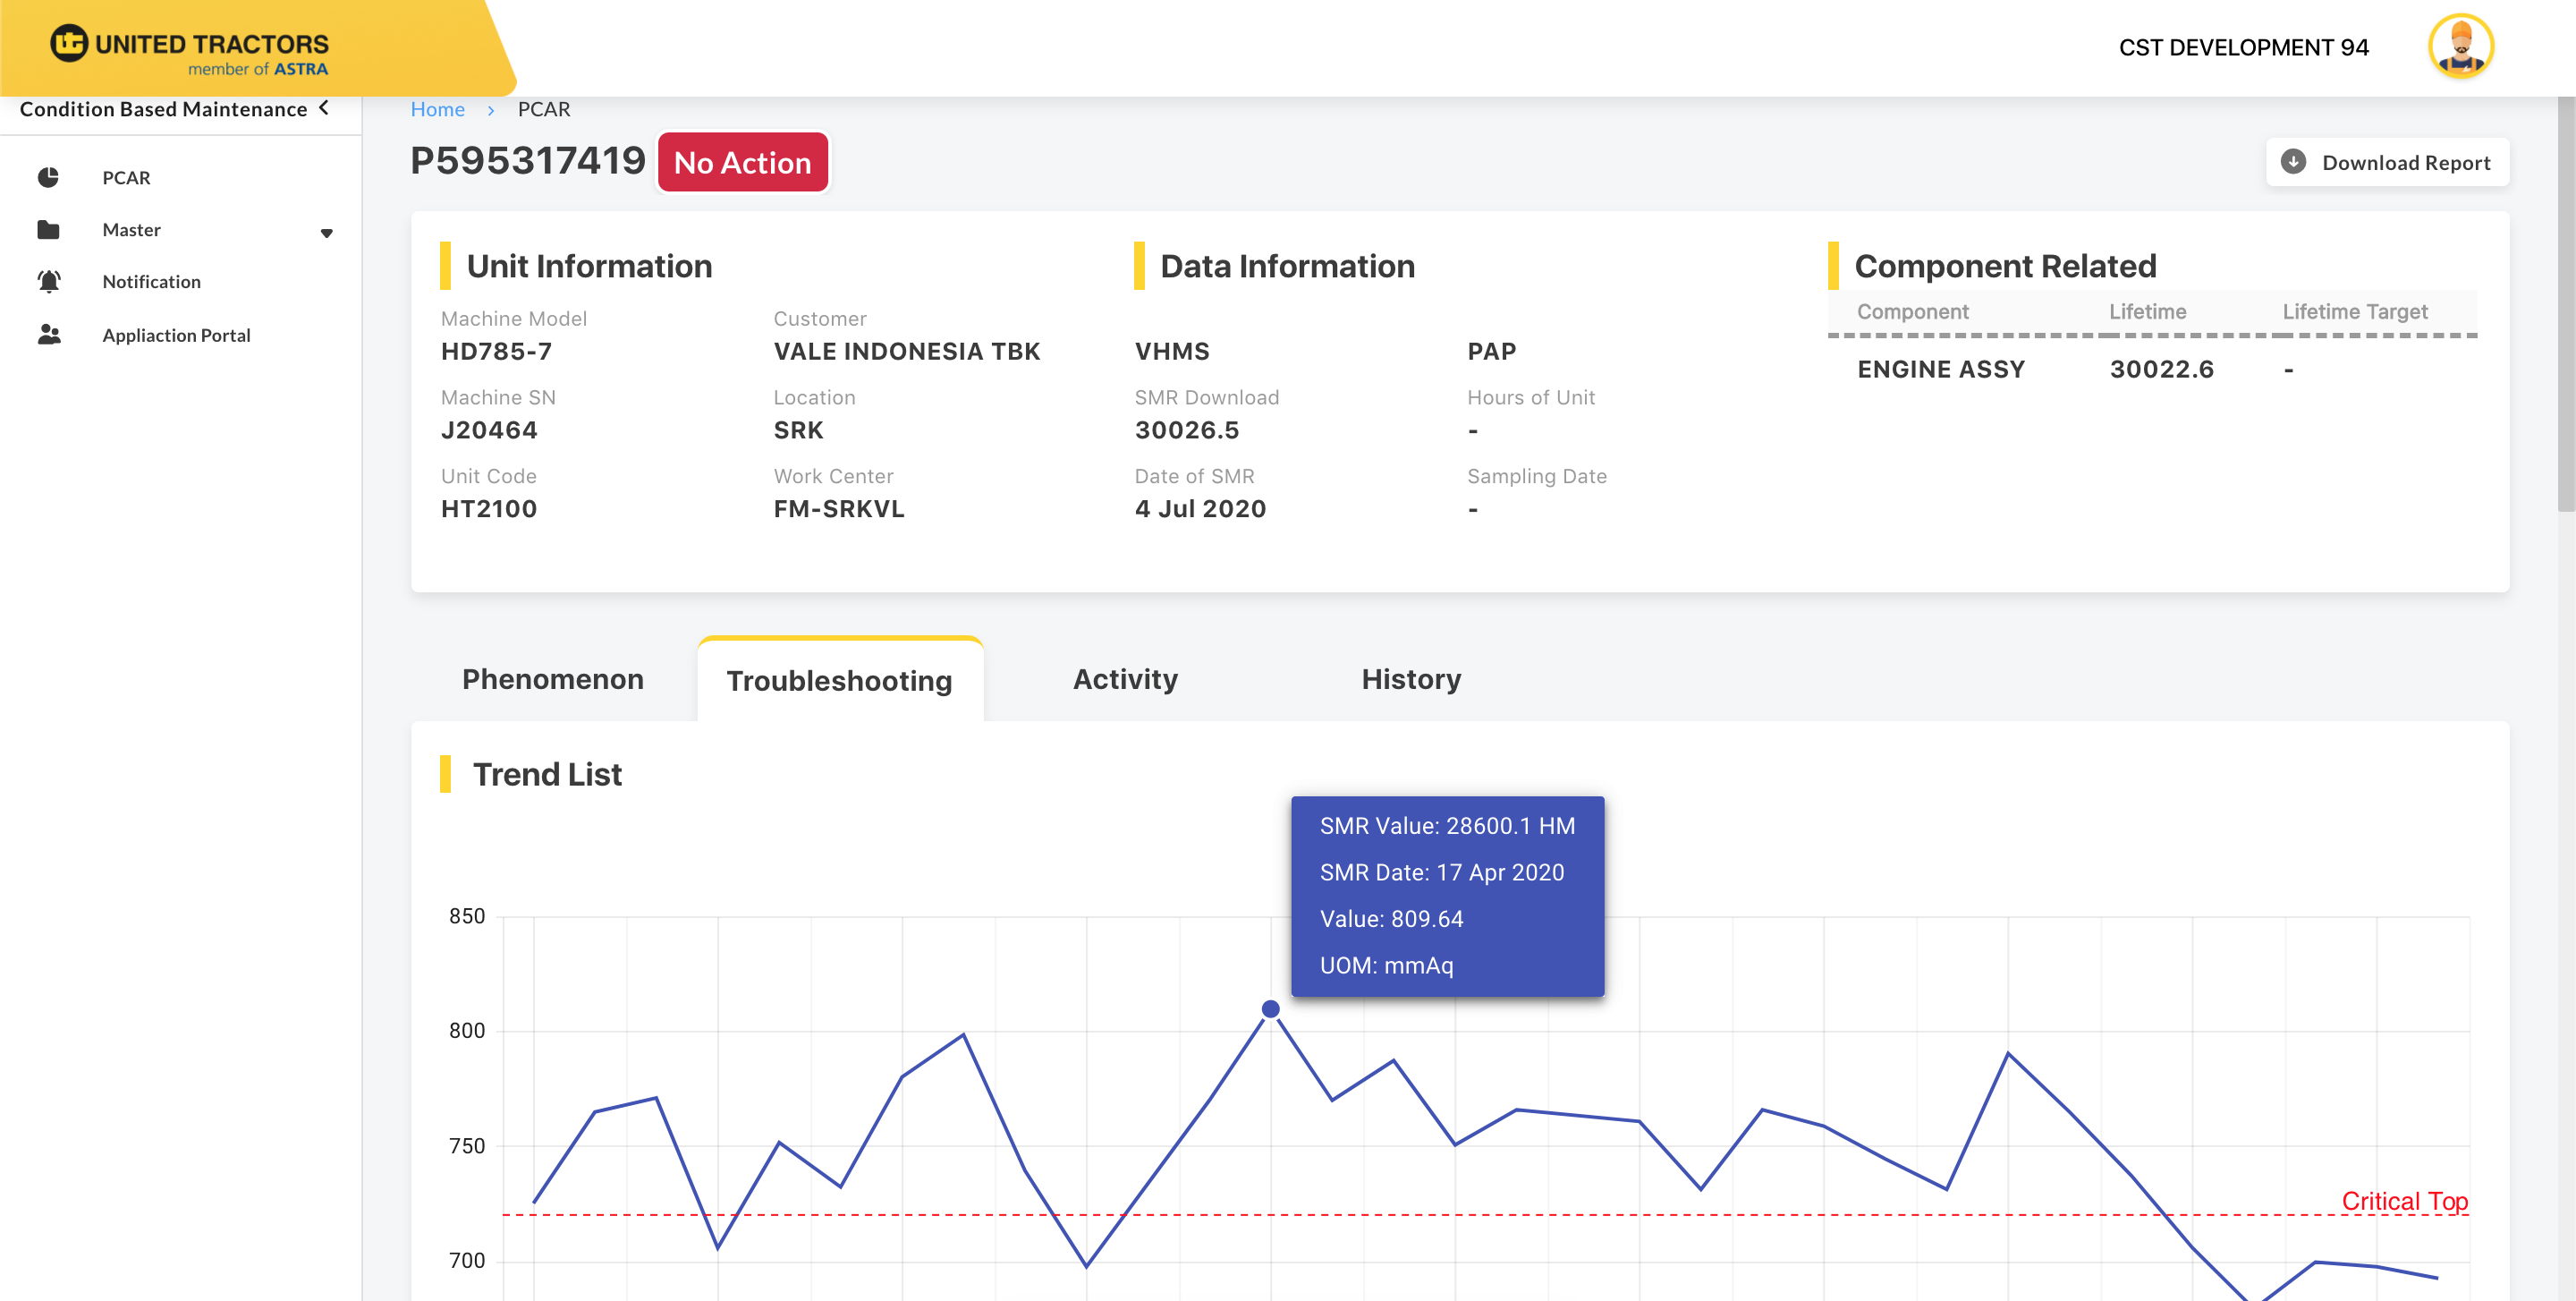 UNITED TRACTORS
member of ASTRA
CST DEVELOPMENT 94
Condition Based Maintenance
Home > PCAR
PCAR
Master
Notification
Appliaction Portal
P595317419 No Action
Download Report
Unit Information
Machine Model
HD785-7
Customer
VALE INDONESIA TBK
Machine SN
J20464
Location
SRK
Unit Code
HT2100
Work Center
FM-SRKVL
Data Information
VHMS
PAP
SMR Download
30026.5
Hours of Unit
-
Date of SMR
4 Jul 2020
Sampling Date
-
Component Related
Component Lifetime Lifetime Target
ENGINE ASSY 30022.6 -
Phenomenon Troubleshooting Activity History
Trend List
SMR Value: 28600.1 HM
SMR Date: 17 Apr 2020
Value: 809.64
UOM: mmAq
850
800
750
Critical Top
700